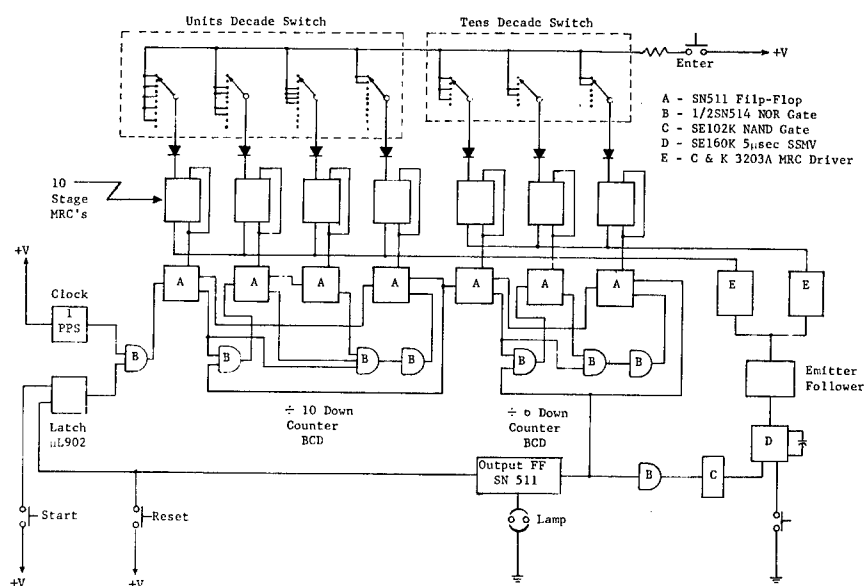 Units Decade Switch
Tens Decade Switch
+V
Enter
A - SN511 Filp-Flop
B - 1/2SN514 NOR Gate
C - SE102K NAND Gate
D - SE160K 5μsec SSMV
E - C & K 3203A MRC Driver
10
Stage
MRC's
+V
A
A
A
A
A
A
A
E
E
Clock
1
PPS
B
B
B
B
B
B
B
Emitter
Follower
Latch
μL902
÷ 10 Down
Counter
BCD
÷ 6 Down
Counter
BCD
D
Output FF
SN 511
B
C
Start
Reset
Lamp
+V
+V